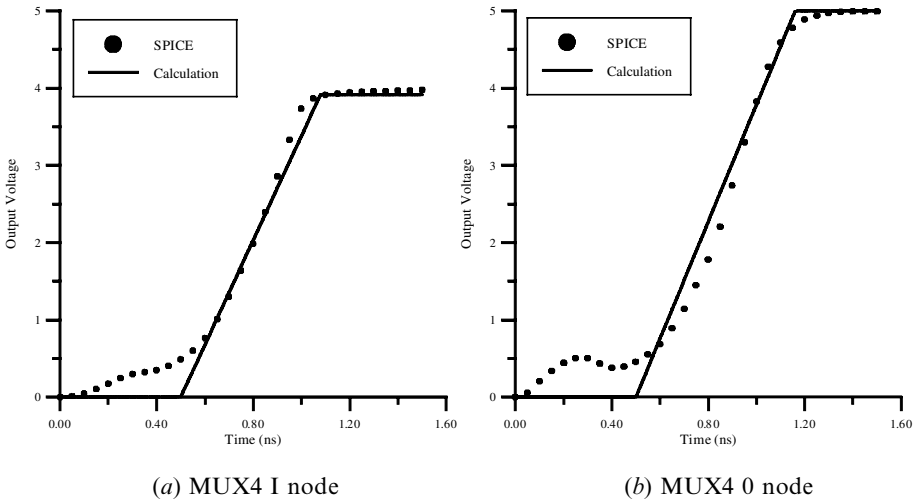 5
4
3
2
1
0
Output Voltage
SPICE
Calculation
0.00 0.40 0.80 1.20 1.60
Time (ns)
(a) MUX4 I node
5
4
3
2
1
0
Output Voltage
SPICE
Calculation
0.00 0.40 0.80 1.20 1.60
Time (ns)
(b) MUX4 0 node